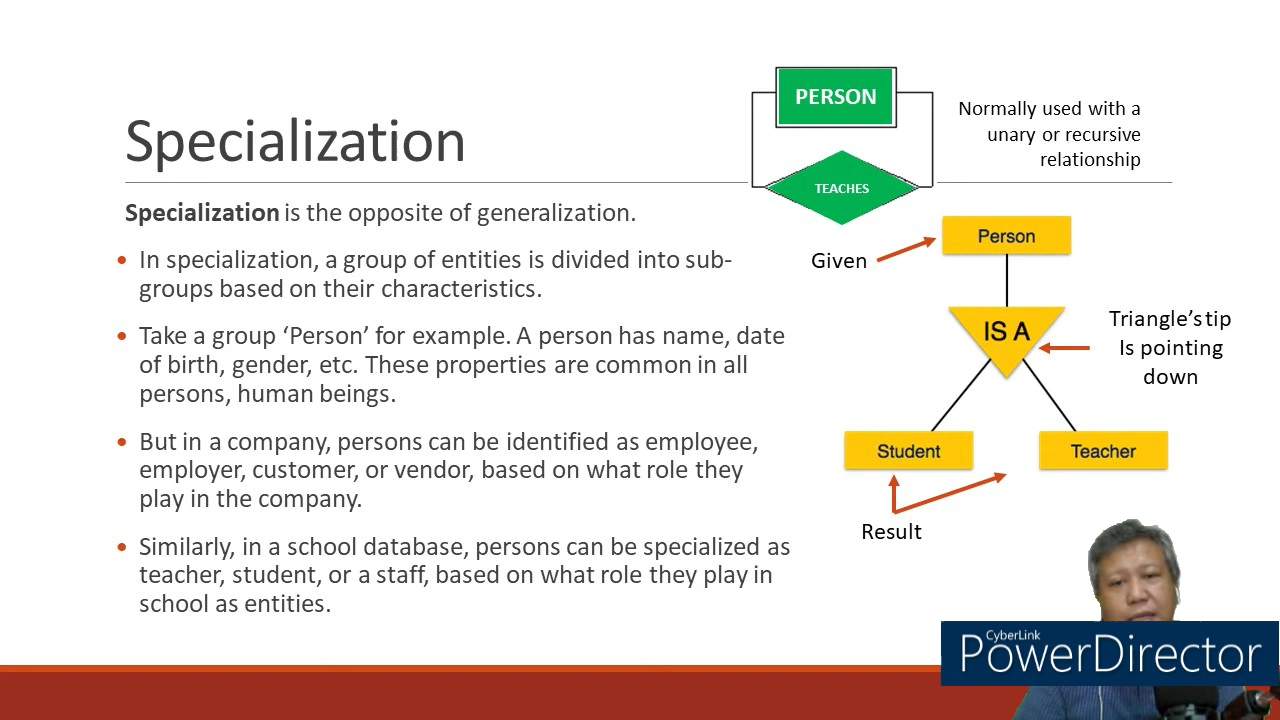 Specialization
Specialization is the opposite of generalization.
• In specialization, a group of entities is divided into sub-
groups based on their characteristics.
• Take a group ‘Person’ for example. A person has name, date
of birth, gender, etc. These properties are common in all
persons, human beings.
• But in a company, persons can be identified as employee,
employer, customer, or vendor, based on what role they
play in the company.
• Similarly, in a school database, persons can be specialized as
teacher, student, or a staff, based on what role they play in
school as entities.
PERSON
TEACHES
Normally used with a
unary or recursive
relationship
Given
Person
IS A
Triangle’s tip
Is pointing
down
Student
Teacher
Result
CyberLink
PowerDirector